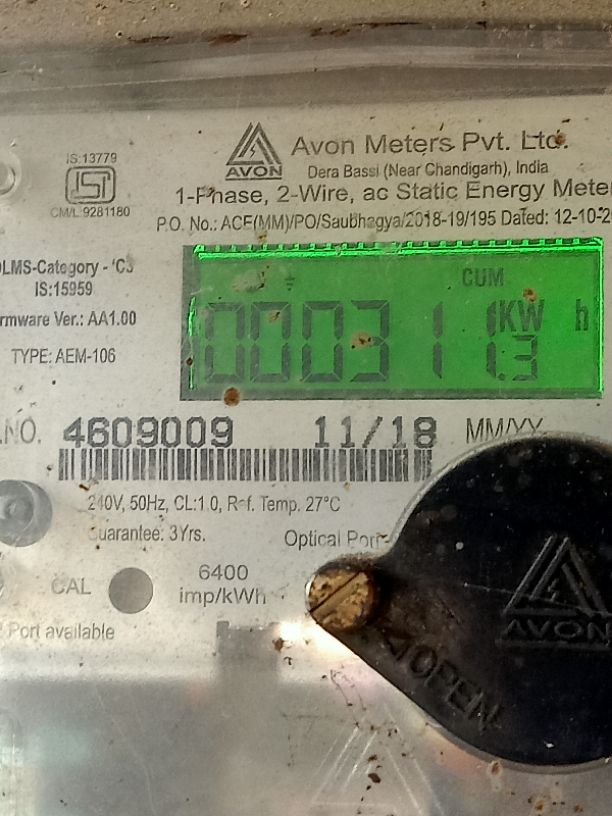 IS:13779
CM/L 9281180
AVON
Avon Meters Pvt. Ltd.
Dera Bassi (Near Chandigarh), India
1-Phase, 2-Wire, ac Static Energy Meter
P.O. No.: ACE(MM)/PO/Saubhagya/2018-19/195 Dated: 12-10-2
DLMS-Category - 'C3
IS:15959
rmware Ver.: AA1.00
TYPE: AEM-106
CUM
KW h
.NO. 4609009 11/18 MM/YY
240V, 50Hz, CL:1.0, Ref. Temp. 27°C
Guarantee: 3Yrs.
Optical Port
CAL
6400
imp/kWh
Port available
AVON
OPEN